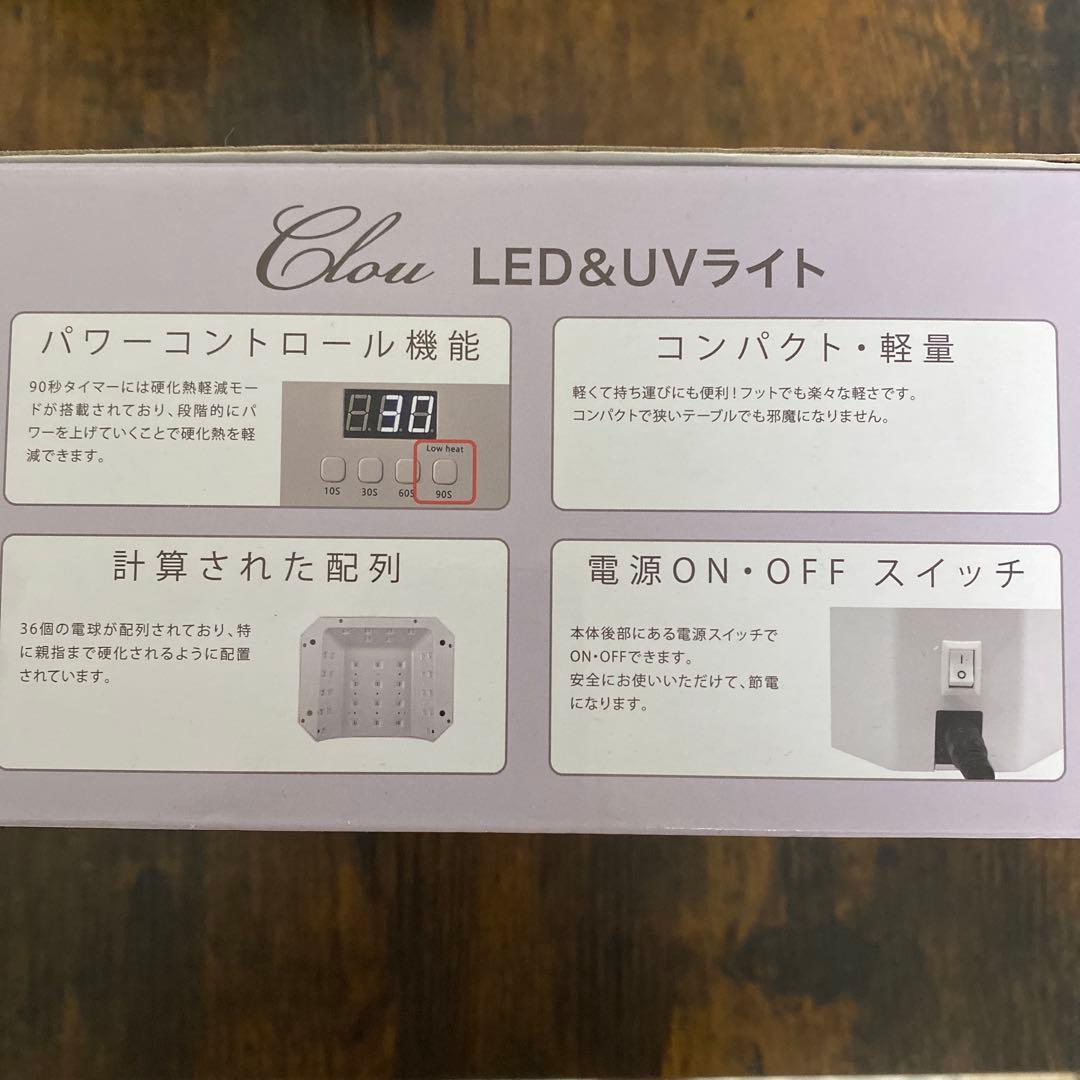 Clou LED&UVライト
パワーコントロール機能
90秒タイマーには硬化熱軽減モー
ドが搭載されており、段階的にパ
ワーを上げていくことで硬化熱を軽
減できます。
30
Low heat
10S 30S 60S 90S
コンパクト・軽量
軽くて持ち運びにも便利！フットでも楽々な軽さです。
コンパクトで狭いテーブルでも邪魔になりません。
計算された配列
36個の電球が配列されており、特
に親指まで硬化されるように配置
されています。
電源ON・OFF スイッチ
本体後部にある電源スイッチで
ON・OFFできます。
安全にお使いいただけて、節電
になります。